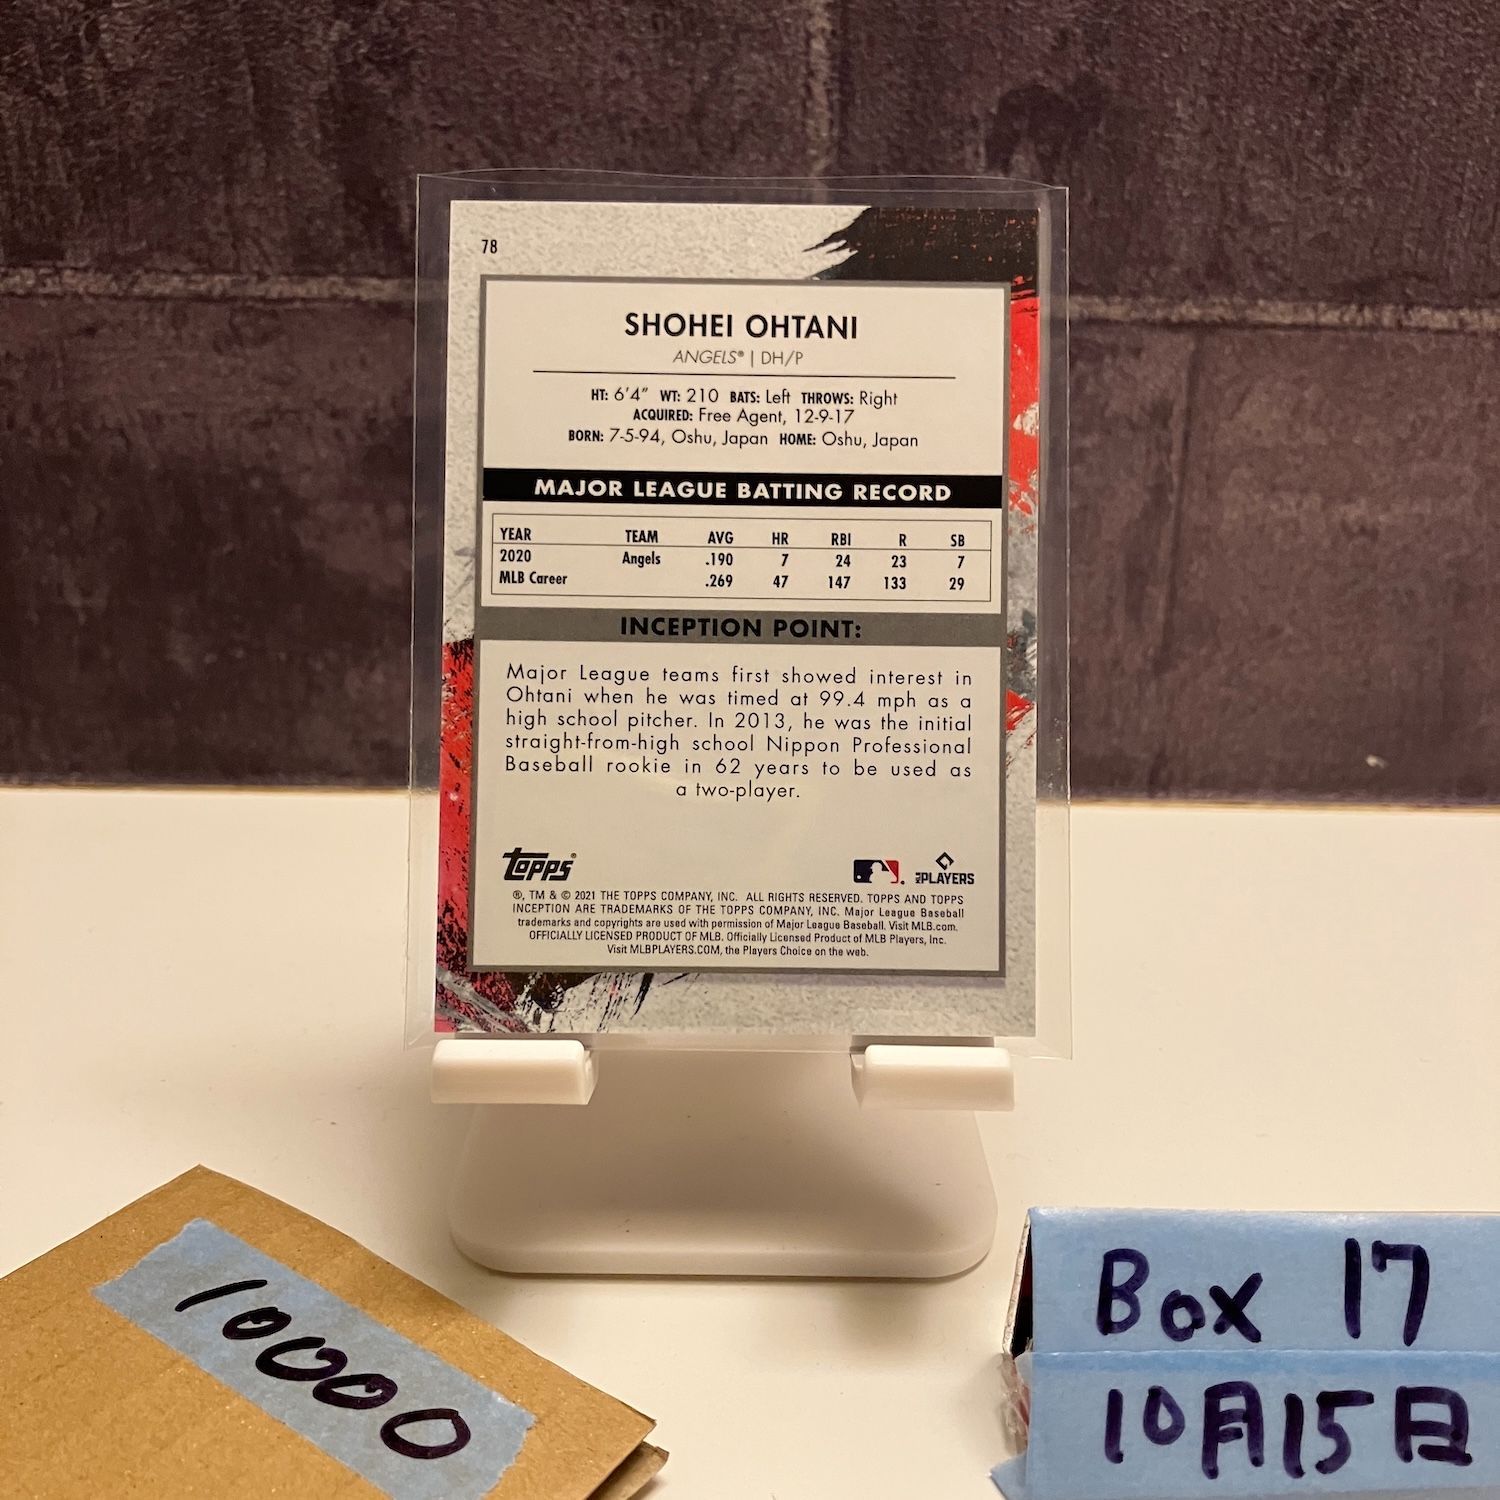 78
SHOHEI OHTANI
ANGELS® | DH/P
HT: 6'4" WT: 210 BATS: Left THROWS: Right
ACQUIRED: Free Agent, 12-9-17
BORN: 7-5-94, Oshu, Japan HOME: Oshu, Japan
MAJOR LEAGUE BATTING RECORD
YEAR TEAM AVG HR RBI R SB
2020 Angels .190 7 24 23 7
MLB Career .269 47 147 133 29
INCEPTION POINT:
Major League teams first showed interest in
Ohtani when he was timed at 99.4 mph as a
high school pitcher. In 2013, he was the initial
straight-from-high school Nippon Professional
Baseball rookie in 62 years to be used as
a two-player.
Topps® MLB PLAYERS
®, TM & © 2021 THE TOPPS COMPANY, INC. ALL RIGHTS RESERVED. TOPPS AND TOPPS
INCEPTION ARE TRADEMARKS OF THE TOPPS COMPANY, INC. Major League Baseball
trademarks and copyrights are used with permission of Major League Baseball. Visit MLB.com.
OFFICIALLY LICENSED PRODUCT OF MLB. Officially Licensed Product of MLB Players, Inc.
Visit MLBPLAYERS.COM, the Players Choice on the web.
10000
Box 17
10月15日